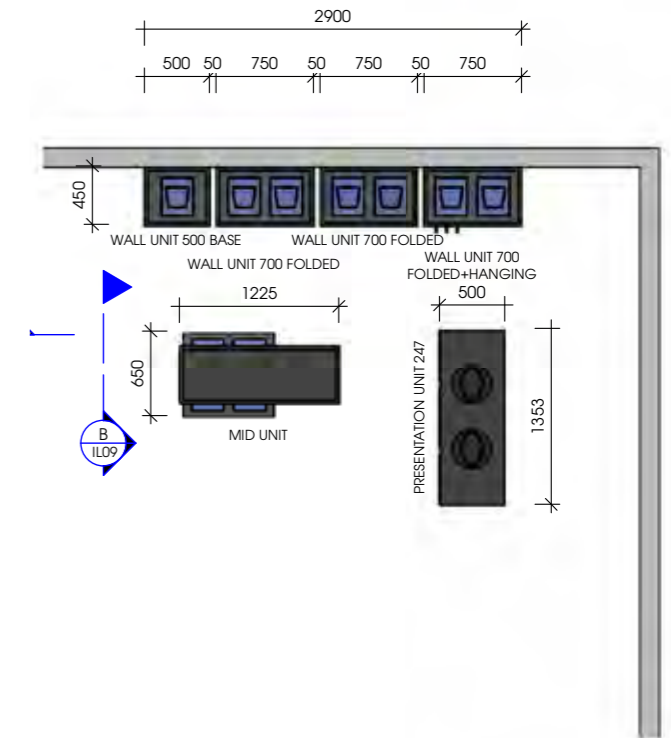 2900
500 50 750 50 750 50 750
450
WALL UNIT 500 BASE
WALL UNIT 700 FOLDED
WALL UNIT 700 FOLDED
WALL UNIT 700
FOLDED+HANGING
1225
500
650
MID UNIT
PRESENTATION UNIT 247
1353
B
IL09